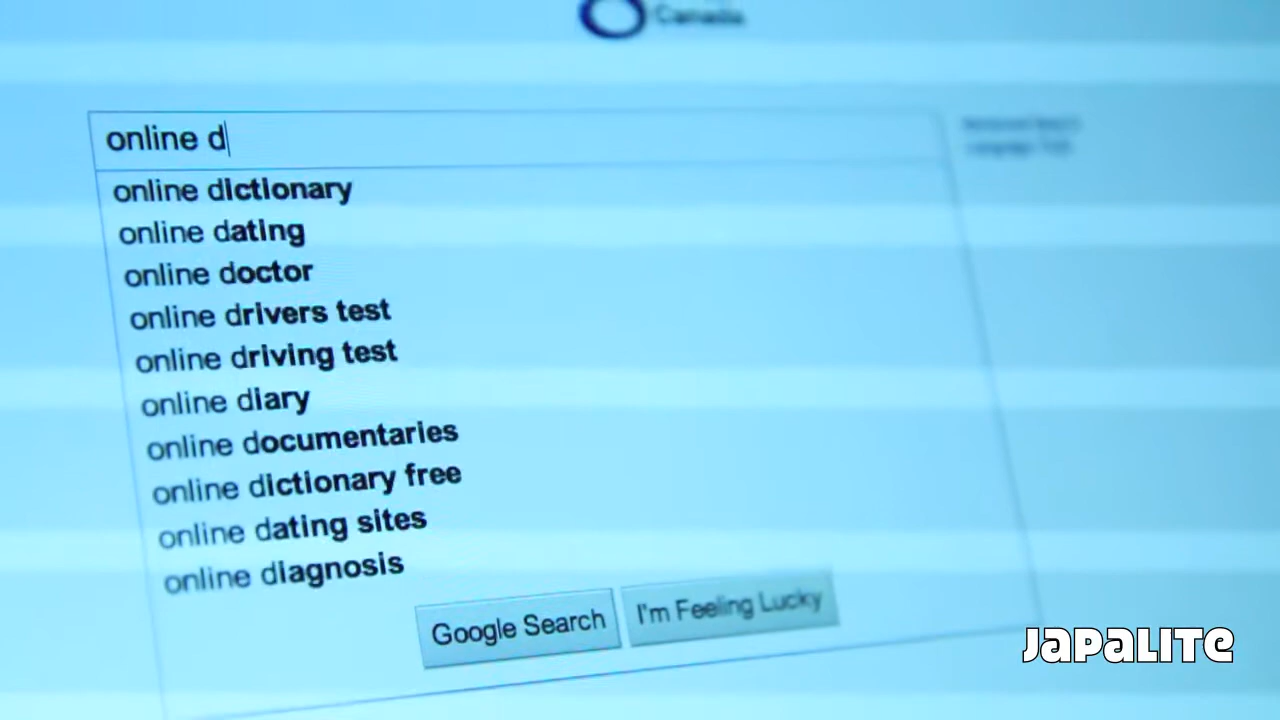 Canada
online d
online dictionary
online dating
online doctor
online drivers test
online driving test
online diary
online documentaries
online dictionary free
online dating sites
online diagnosis
Google Search
I'm Feeling Lucky
JAPALITE